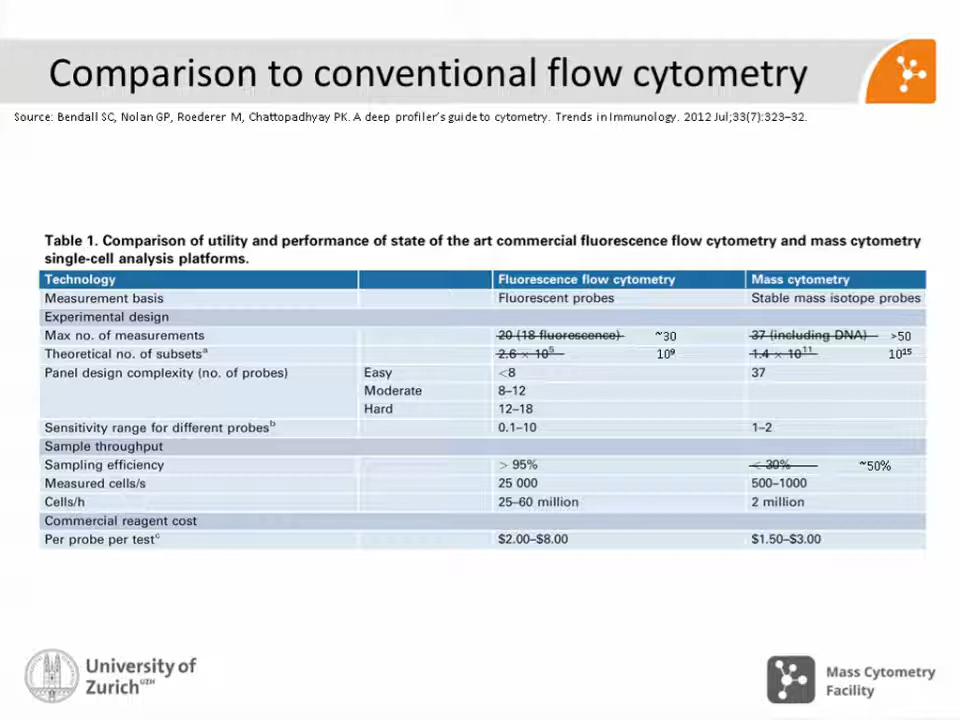 Comparison to conventional flow cytometry
Source: Bendall SC, Nolan GP, Roederer M, Chattopadhyay PK. A deep profiler's guide to cytometry. Trends in Immunology. 2012 Jul;33(7):323–32.
Table 1. Comparison of utility and performance of state of the art commercial fluorescence flow cytometry and mass cytometry
single-cell analysis platforms.
Technology Fluorescence flow cytometry Mass cytometry
Measurement basis Fluorescent probes Stable mass isotope probes
Experimental design
Max no. of measurements 20 (18 fluorescence) ~30 37 (including DNA) >50
Theoretical no. of subsetsᵃ 2.6 × 10⁵ 10⁹ 1.4 × 10¹¹ 10¹⁵
Panel design complexity (no. of probes) Easy <8 37
Moderate 8–12
Hard 12–18
Sensitivity range for different probesᵇ 0.1–10 1–2
Sample throughput
Sampling efficiency > 95% < 30% ~50%
Measured cells/s 25 000 500–1000
Cells/h 25–60 million 2 million
Commercial reagent cost
Per probe per testᶜ $2.00–$8.00 $1.50–$3.00
University of
Zurich UZH
Mass Cytometry
Facility